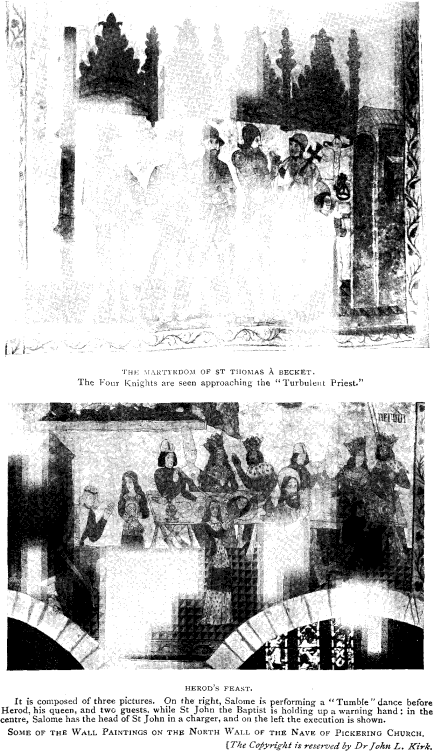 THE MARTYRDOM OF ST THOMAS À BECKET.
The Four Knights are seen approaching the "Turbulent Priest."
HEROD'S FEAST.
It is composed of three pictures. On the right, Salome is performing a "Tumble" dance before
Herod, his queen, and two guests, while St John the Baptist is holding up a warning hand; in the
centre, Salome has the head of St John in a charger, and on the left the execution is shown.
SOME OF THE WALL PAINTINGS ON THE NORTH WALL OF THE NAVE OF PICKERING CHURCH.
[The Copyright is reserved by Dr John L. Kirk.